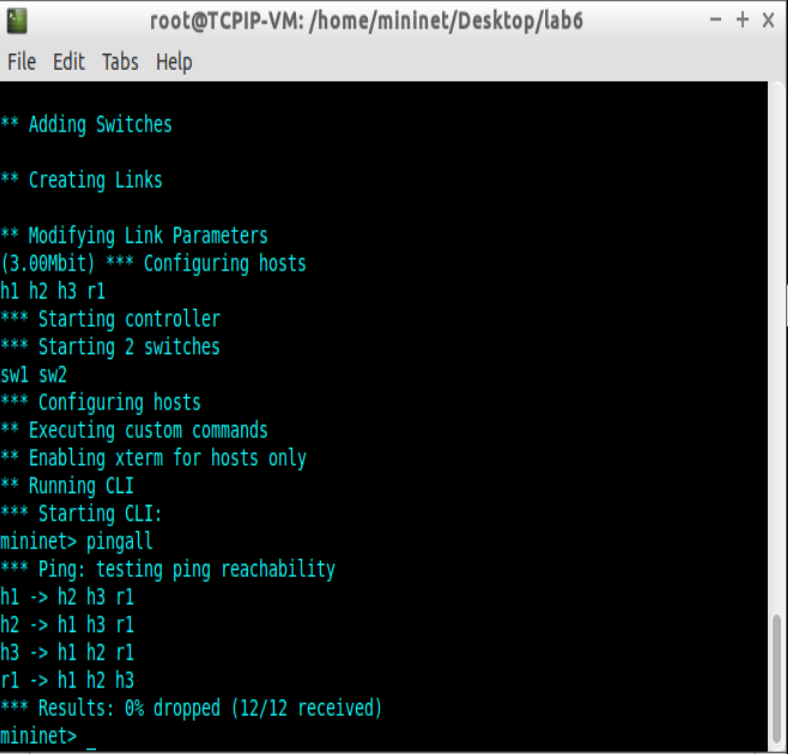 root@TCPIP-VM: /home/mininet/Desktop/lab6
File Edit Tabs Help
** Adding Switches
** Creating Links
** Modifying Link Parameters
(3.00Mbit) *** Configuring hosts
h1 h2 h3 r1
*** Starting controller
*** Starting 2 switches
sw1 sw2
*** Configuring hosts
** Executing custom commands
** Enabling xterm for hosts only
** Running CLI
*** Starting CLI:
mininet> pingall
*** Ping: testing ping reachability
h1 -> h2 h3 r1
h2 -> h1 h3 r1
h3 -> h1 h2 r1
r1 -> h1 h2 h3
*** Results: 0% dropped (12/12 received)
mininet> _